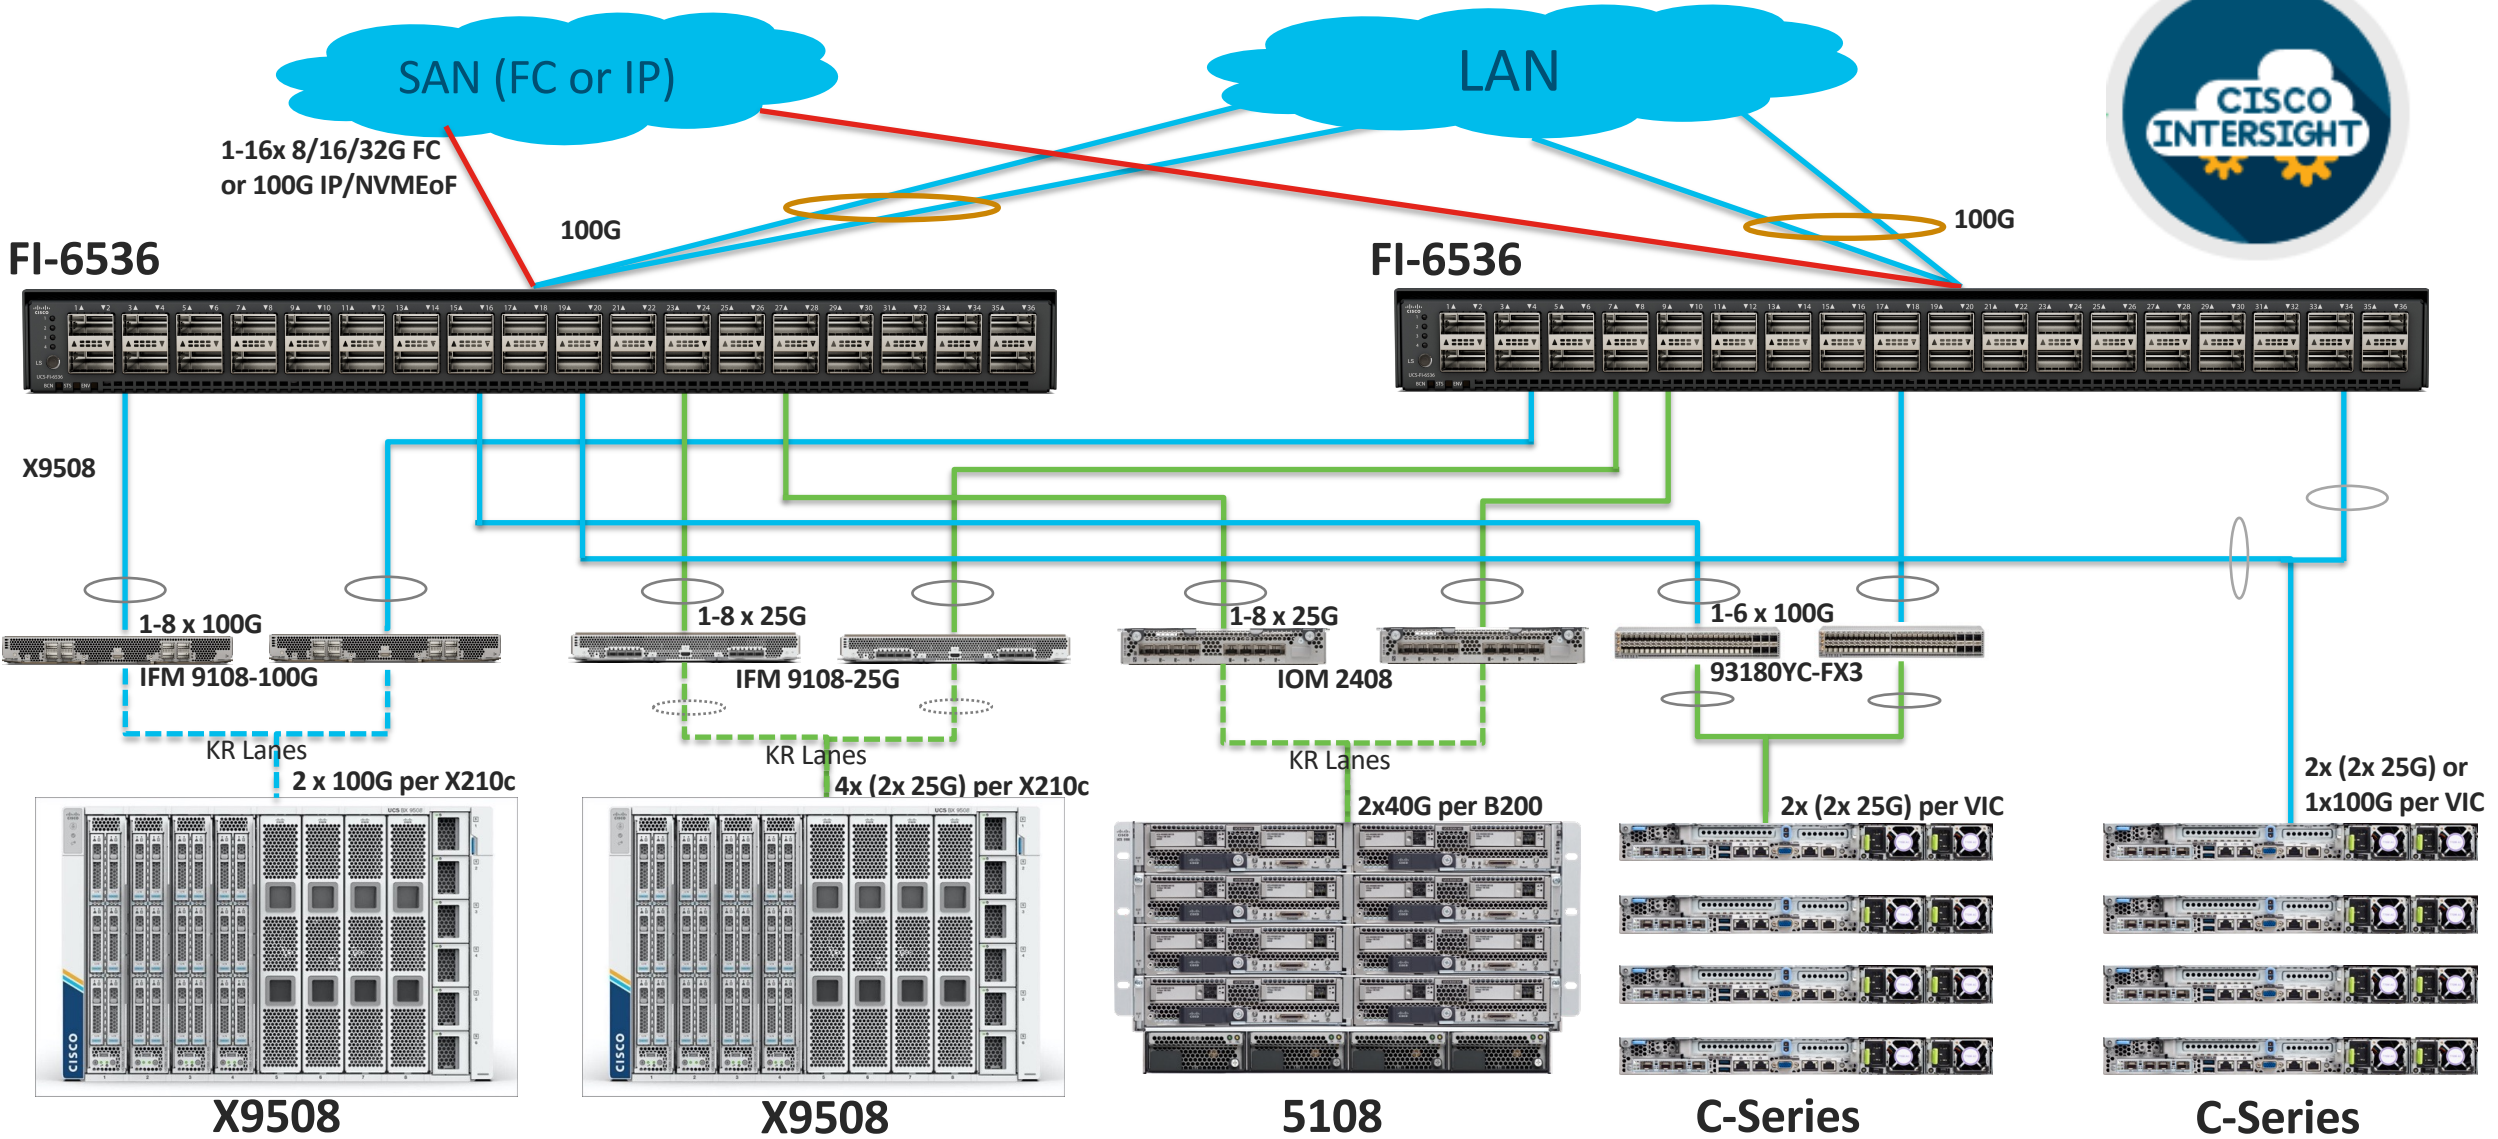 SAN (FC or IP)
LAN
CISCO
INTERSIGHT
1-16x 8/16/32G FC
or 100G IP/NVMEoF
100G
100G
FI-6536
FI-6536
X9508
1-8 x 100G
1-8 x 25G
1-8 x 25G
1-6 x 100G
IFM 9108-100G
IFM 9108-25G
IOM 2408
93180YC-FX3
KR Lanes
KR Lanes
KR Lanes
2 x 100G per X210c
4x (2x 25G) per X210c
2x40G per B200
2x (2x 25G) per VIC
2x (2x 25G) or
1x100G per VIC
CISCO
CISCO
X9508
X9508
5108
C-Series
C-Series